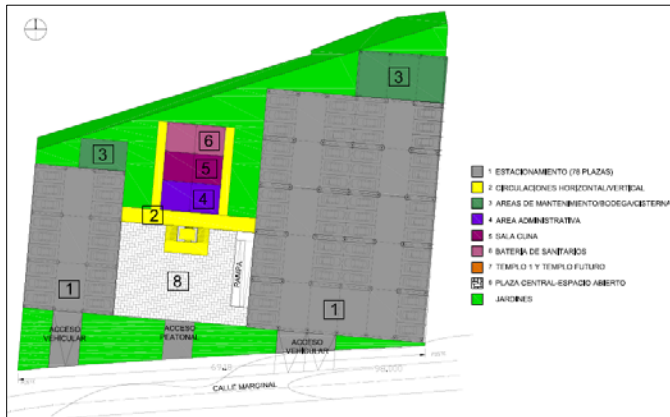 3
6
3
5
4
2
8
RAMPA
1
1
ACCESO
VEHICULAR
ACCESO
PEATONAL
ACCESO
VEHICULAR
CALLE MARGINAL
1 ESTACIONAMIENTO (76 PLAZAS)
2 CIRCULACIONES HORIZONTAL/VERTICAL
3 AREAS DE MANTENIMIENTO/BODEGA/CISTERNA
4 AREA ADMINISTRATIVA
5 SALA CUNA
6 BATERIA DE SANITARIOS
7 TEMPLO 1 Y TEMPLO FUTURO
8 PLAZA CENTRAL-ESPACIO ABIERTO
JARDINES